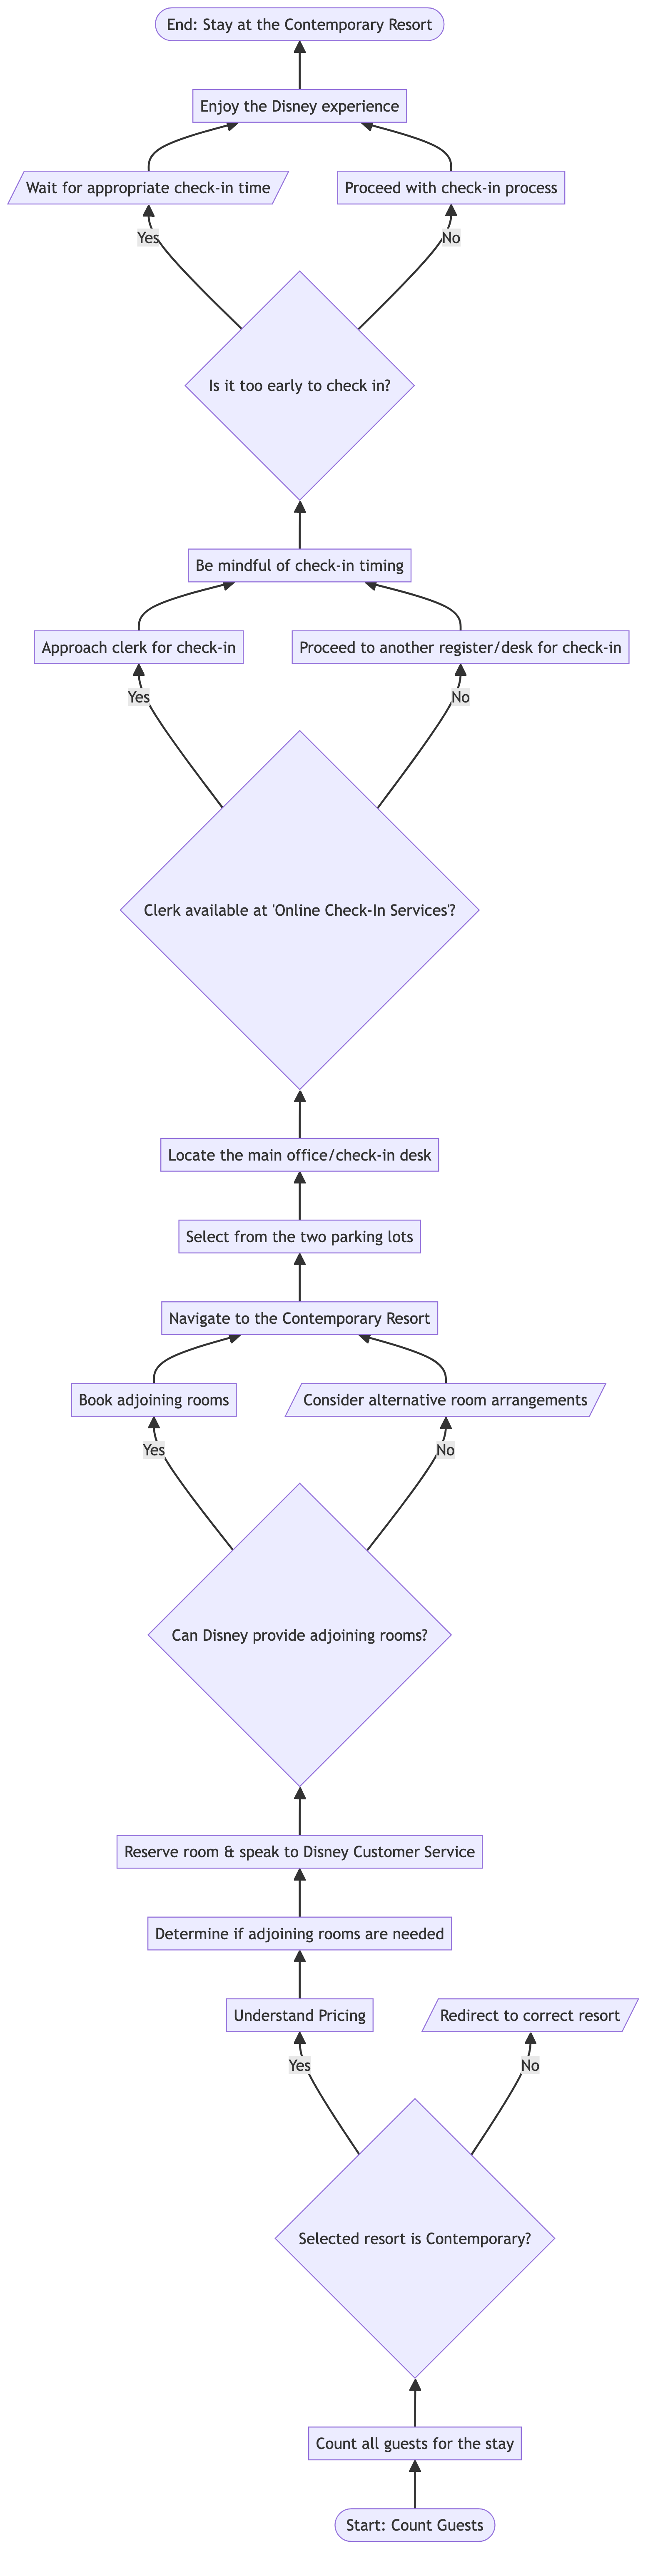 End: Stay at the Contemporary Resort
Enjoy the Disney experience
Wait for appropriate check-in time
Proceed with check-in process
Yes
No
Is it too early to check in?
Be mindful of check-in timing
Approach clerk for check-in
Proceed to another register/desk for check-in
Yes
No
Clerk available at 'Online Check-In Services'?
Locate the main office/check-in desk
Select from the two parking lots
Navigate to the Contemporary Resort
Book adjoining rooms
Consider alternative room arrangements
Yes
No
Can Disney provide adjoining rooms?
Reserve room & speak to Disney Customer Service
Determine if adjoining rooms are needed
Understand Pricing
Redirect to correct resort
Yes
No
Selected resort is Contemporary?
Count all guests for the stay
Start: Count Guests